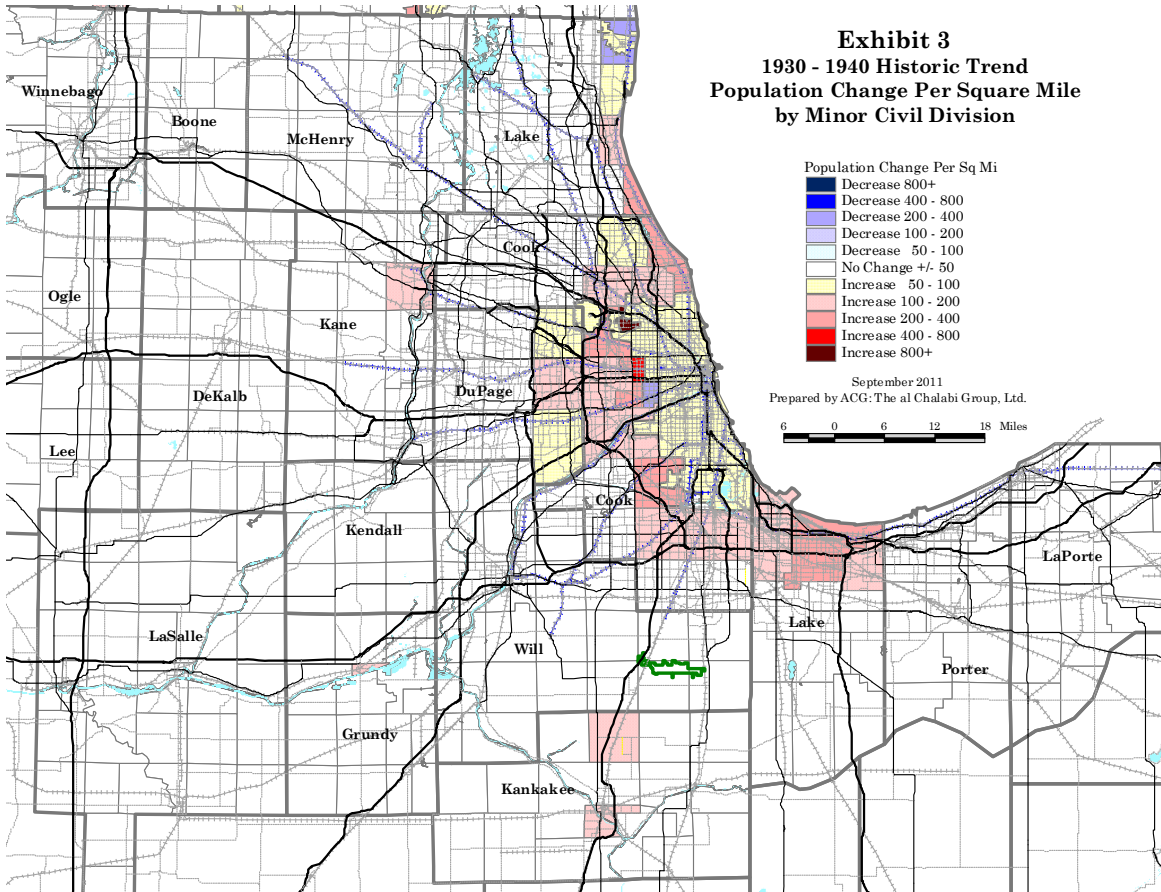 Exhibit 3
1930 - 1940 Historic Trend
Population Change Per Square Mile
by Minor Civil Division
Winnebago
Boone
McHenry
Lake
Population Change Per Sq Mi
Decrease 800+
Decrease 400 - 800
Decrease 200 - 400
Decrease 100 - 200
Decrease 50 - 100
No Change +/- 50
Increase 50 - 100
Increase 100 - 200
Increase 200 - 400
Increase 400 - 800
Increase 800+
Cook
Ogle
Kane
September 2011
Prepared by ACG: The al Chalabi Group, Ltd.
DuPage
DeKalb
6 0 6 12 18 Miles
Lee
Cook
Kendall
LaPorte
LaSalle
Lake
Will
Porter
Grundy
Kankakee